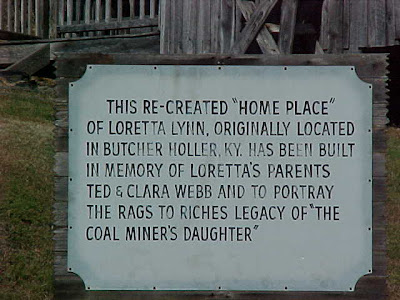 THIS RE-CREATED "HOME PLACE"
OF LORETTA LYNN, ORIGINALLY LOCATED
IN BUTCHER HOLLER, KY. HAS BEEN BUILT
IN MEMORY OF LORETTA'S PARENTS
TED & CLARA WEBB AND TO PORTRAY
THE RAGS TO RICHES LEGACY OF "THE
COAL MINER'S DAUGHTER"